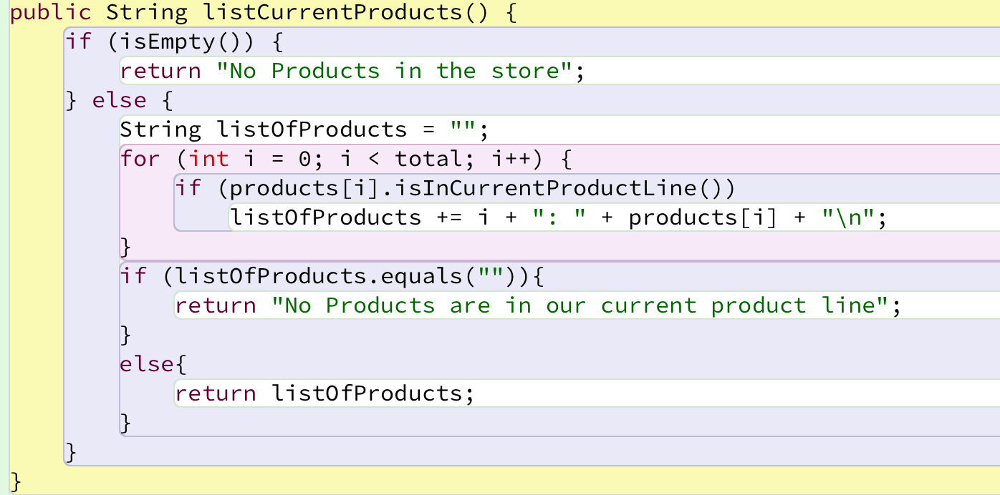 public String listCurrentProducts() {
if (isEmpty()) {
return "No Products in the store";
} else {
String listOfProducts = "";
for (int i = 0; i < total; i++) {
if (products[i].isInCurrentProductLine())
listOfProducts += i + ": " + products[i] + "\n";
}
if (listOfProducts.equals("")){
return "No Products are in our current product line";
}
else{
return listOfProducts;
}
}
}